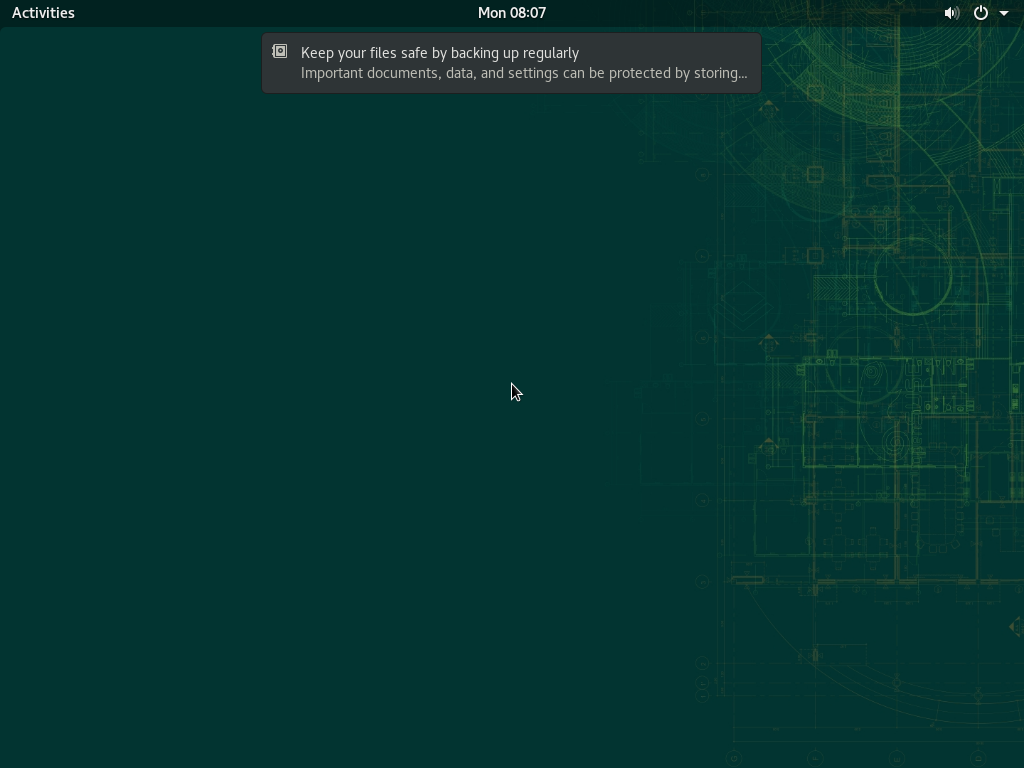 Activities
Mon 08:07
Keep your files safe by backing up regularly
Important documents, data, and settings can be protected by storing...